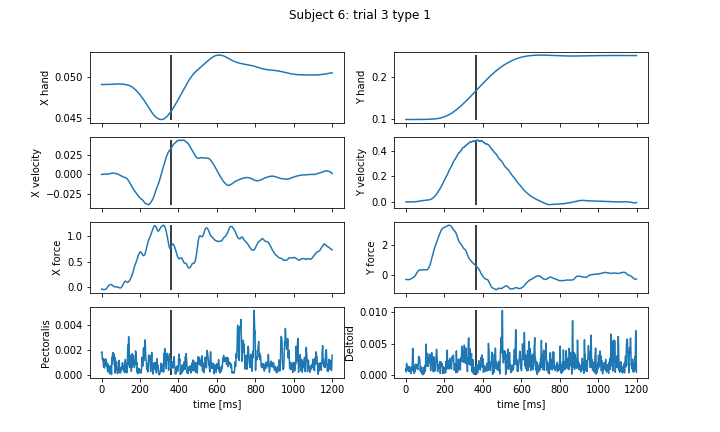 Subject 6: trial 3 type 1
X hand
0.050
0.045
Y hand
0.2
0.1
X velocity
0.025
0.000
−0.025
Y velocity
0.4
0.2
0.0
X force
1.0
0.5
0.0
Y force
2
0
Pectoralis
0.004
0.002
0.000
0 200 400 600 800 1000 1200
time [ms]
Deltoid
0.010
0.005
0.000
0 200 400 600 800 1000 1200
time [ms]